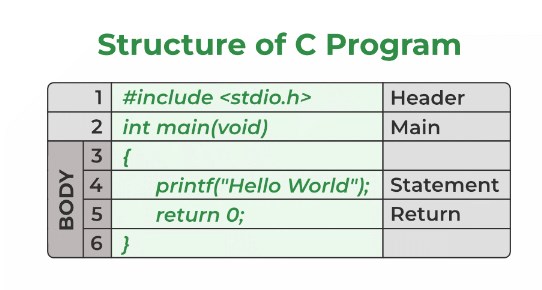 Structure of C Program
1 #include <stdio.h> Header
2 int main(void) Main
BODY
3 {
4 printf("Hello World"); Statement
5 return 0; Return
6 }